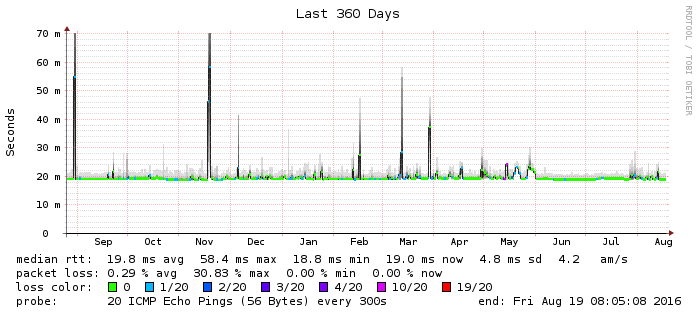 Last 360 Days
RRDTOOL / TOBI OETIKER
Seconds
70 m
60 m
50 m
40 m
30 m
20 m
10 m
0
Sep Oct Nov Dec Jan Feb Mar Apr May Jun Jul Aug
median rtt: 19.8 ms avg 58.4 ms max 18.8 ms min 19.0 ms now 4.8 ms sd 4.2 am/s
packet loss: 0.29 % avg 30.83 % max 0.00 % min 0.00 % now
loss color: 0 1/20 2/20 3/20 4/20 10/20 19/20
probe: 20 ICMP Echo Pings (56 Bytes) every 300s end: Fri Aug 19 08:05:08 2016